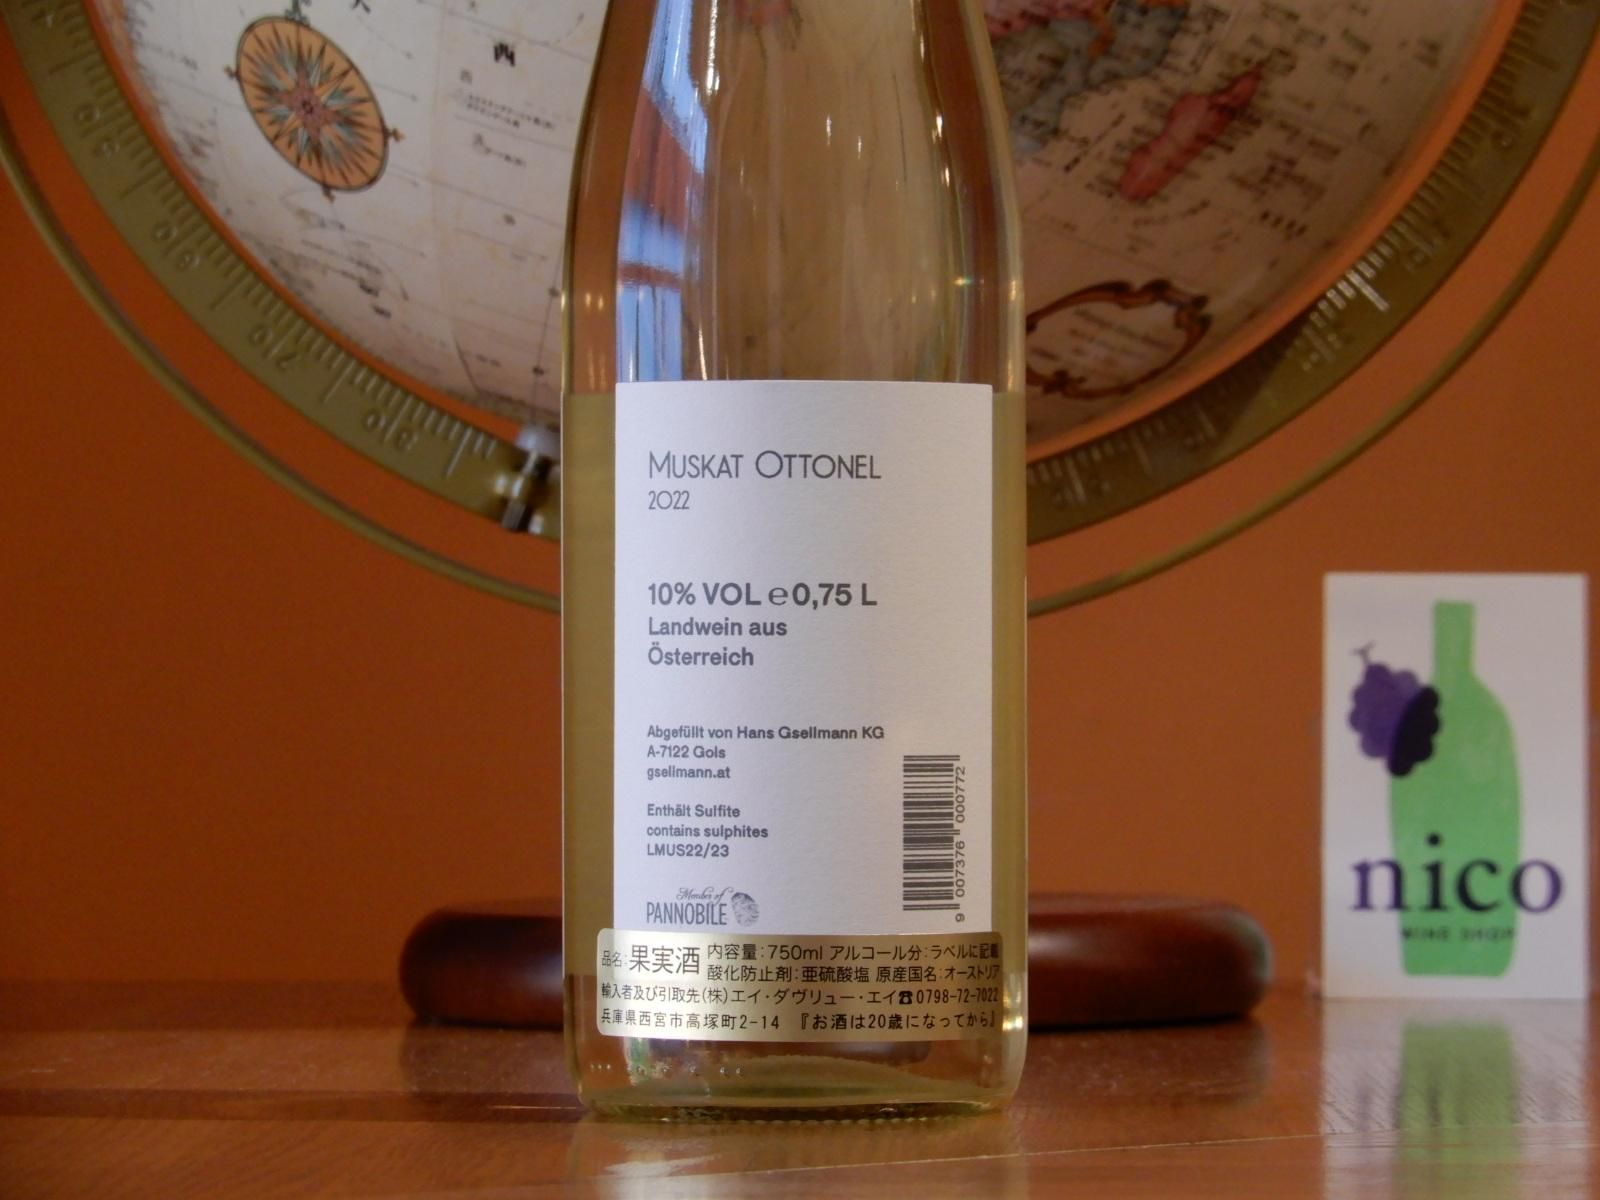 西
MUSKAT OTTONEL
2022
10% VOL e 0,75 L
Landwein aus
Österreich
Abgefüllt von Hans Gsellmann KG
A-7122 Gols
gsellmann.at
Enthält Sulfite
contains sulphites
LMUS22/23
Member of
PANNOBILE
9 007376 000772
品名:果実酒 内容量:750ml アルコール分:ラベルに記載
酸化防止剤:亜硫酸塩 原産国名:オーストリア
輸入者及び引取先(株)エイ・ダヴリュー・エイ☎0798-72-7022
兵庫県西宮市高塚町2-14 『お酒は20歳になってから』
nico
WINE SHOP